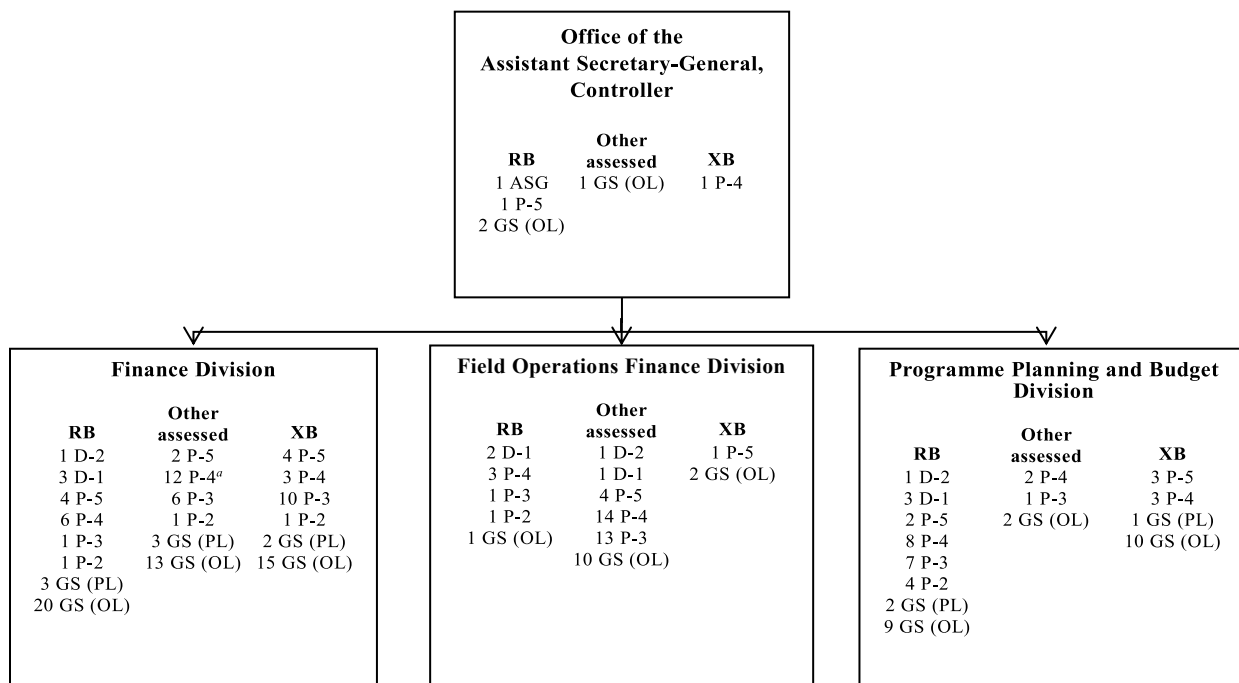 Office of the
Assistant Secretary-General,
Controller
Other
RB assessed XB
1 ASG 1 GS (OL) 1 P-4
1 P-5
2 GS (OL)
Finance Division
Other
RB assessed XB
1 D-2 2 P-5 4 P-5
3 D-1 12 P-4a 3 P-4
4 P-5 6 P-3 10 P-3
6 P-4 1 P-2 1 P-2
1 P-3 3 GS (PL) 2 GS (PL)
1 P-2 13 GS (OL) 15 GS (OL)
3 GS (PL)
20 GS (OL)
Field Operations Finance Division
Other
RB assessed XB
2 D-1 1 D-2 1 P-5
3 P-4 1 D-1 2 GS (OL)
1 P-3 4 P-5
1 P-2 14 P-4
1 GS (OL) 13 P-3
10 GS (OL)
Programme Planning and Budget
Division
Other
RB assessed XB
1 D-2 2 P-4 3 P-5
3 D-1 1 P-3 3 P-4
2 P-5 2 GS (OL) 1 GS (PL)
8 P-4 10 GS (OL)
7 P-3
4 P-2
2 GS (PL)
9 GS (OL)